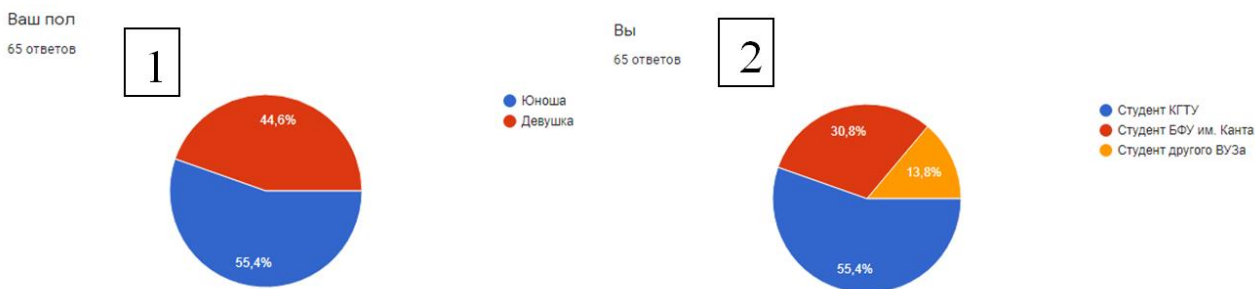 Ваш пол
65 ответов
1
Юноша
Девушка
44,6%
55,4%
Вы
65 ответов
2
Студент КГТУ
Студент БФУ им. Канта
Студент другого ВУЗа
30,8%
13,8%
55,4%